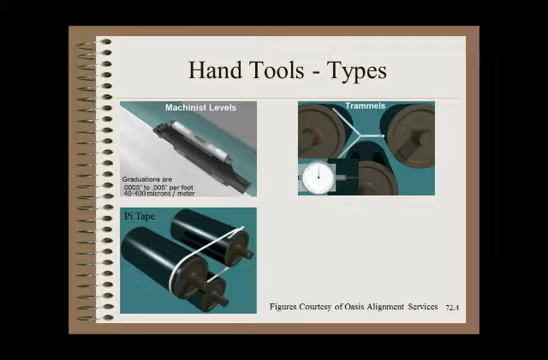 Hand Tools - Types
Machinist Levels
Graduations are
.0005" to .005" per foot
40-400 microns / meter
Trammels
Pi Tape
Figures Courtesy of Oasis Alignment Services
72.4